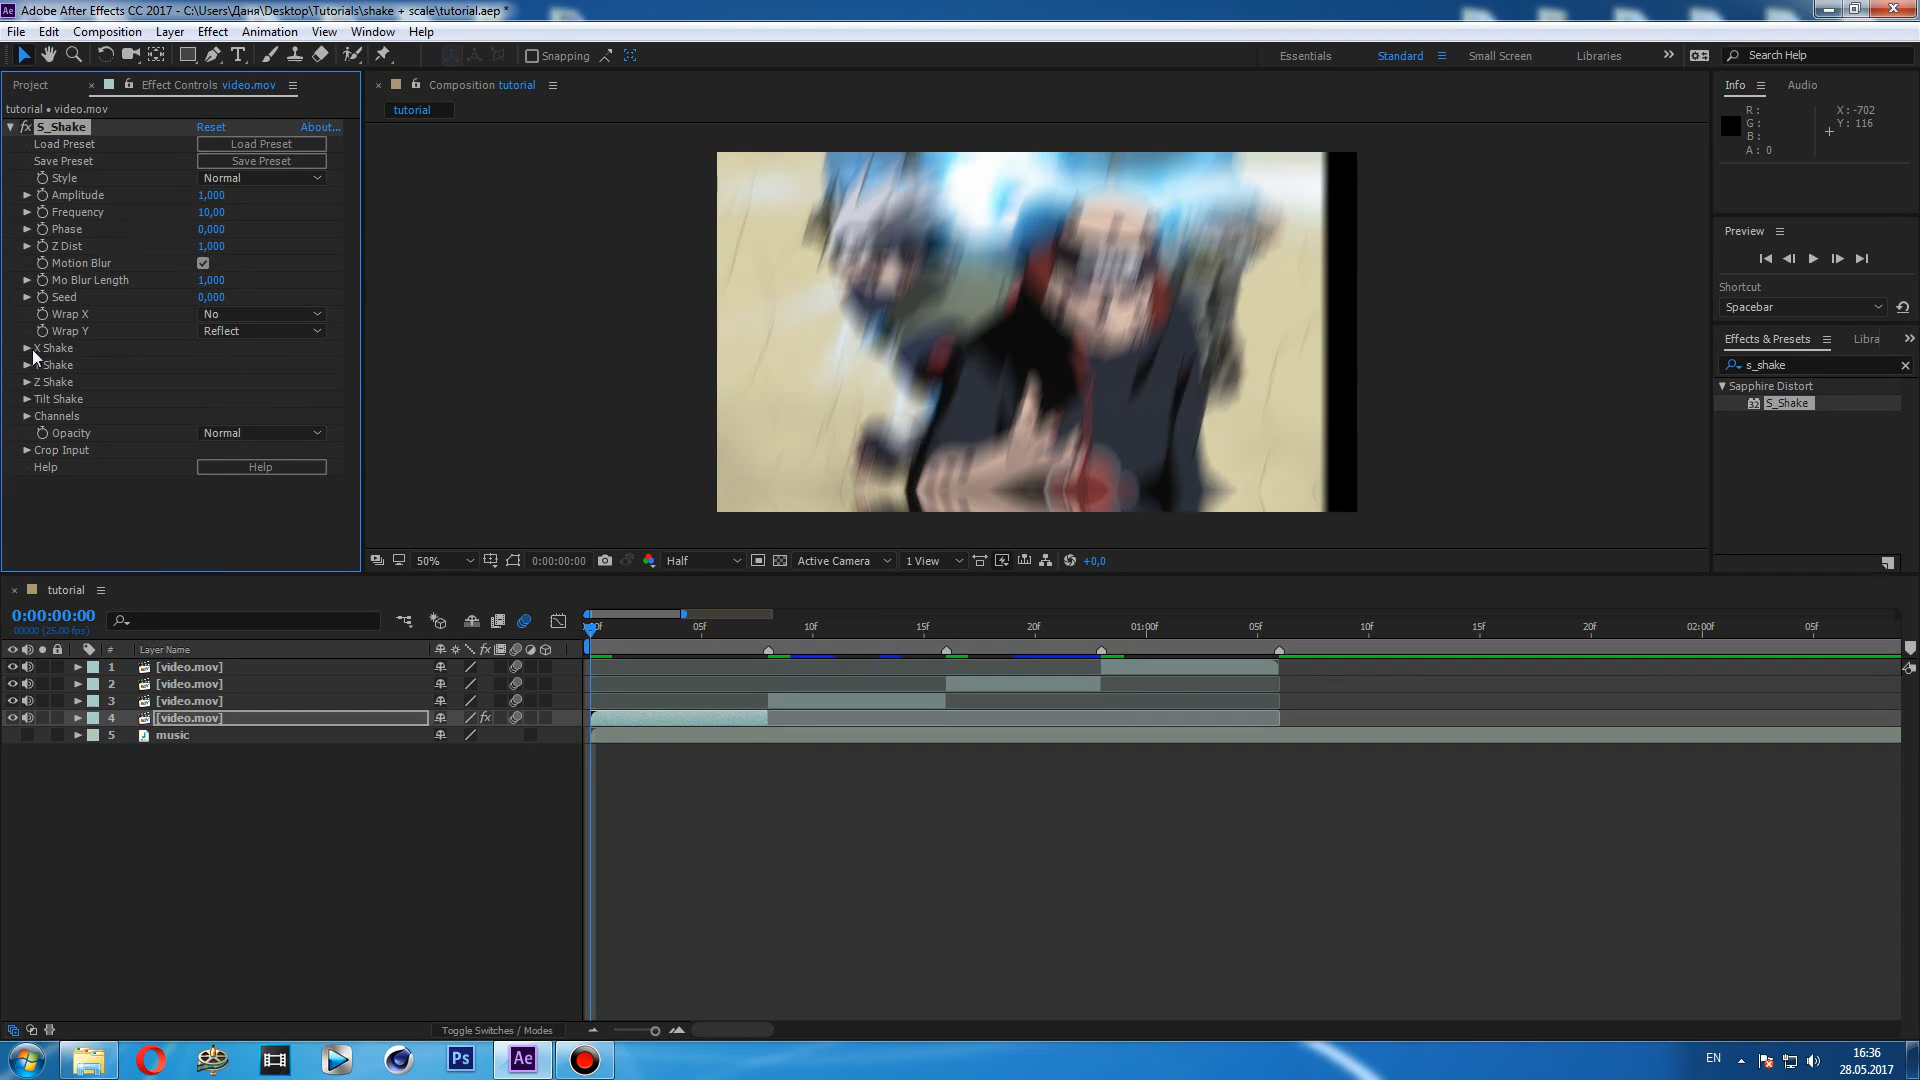 Adobe After Effects CC 2017 - C:\Users\Даня\Desktop\Tutorials\shake + scale\tutorial.aep *
File Edit Composition Layer Effect Animation View Window Help
Snapping
Essentials Standard Small Screen Libraries Search Help
Project Effect Controls video.mov
Composition tutorial
Info Audio
tutorial • video.mov
tutorial
R:
G:
B:
A: 0
X: -702
Y: 116
S_Shake Reset About...
Load Preset Load Preset
Save Preset Save Preset
Style Normal
Amplitude 1,000
Frequency 10,00
Phase 0,000
Z Dist 1,000
Motion Blur
Mo Blur Length 1,000
Seed 0,000
Wrap X No
Wrap Y Reflect
X Shake
Shake
Z Shake
Tilt Shake
Channels
Opacity Normal
Crop Input
Help Help
Preview
Shortcut
Spacebar
Effects & Presets Libra
s_shake
Sapphire Distort
32 S_Shake
50% 0:00:00:00 Half Active Camera 1 View +0,0
tutorial
0:00:00:00
00000 (25.00 fps)
05f 10f 15f 20f 01:00f 05f 10f 15f 20f 02:00f 05f
# Layer Name
1 [video.mov]
2 [video.mov]
3 [video.mov]
4 [video.mov]
5 music
Toggle Switches / Modes
Ps Ae
EN
16:36
28.05.2017